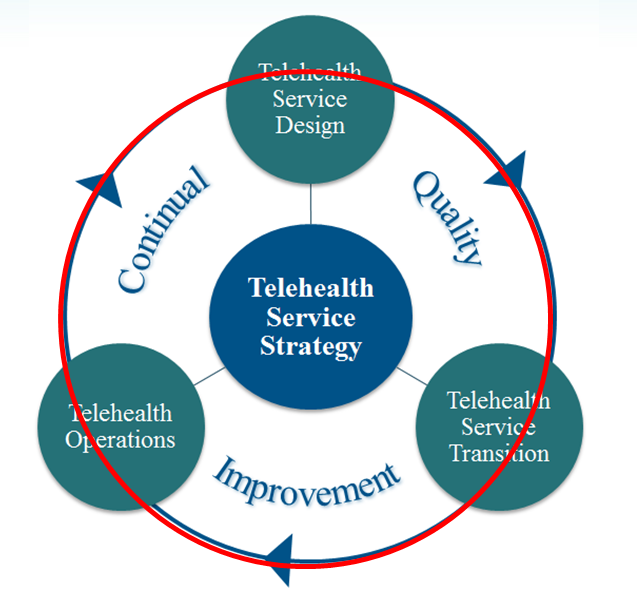 Telehealth
Service
Design
Continual
Quality
Telehealth
Service
Strategy
Telehealth
Operations
Telehealth
Service
Transition
Improvement